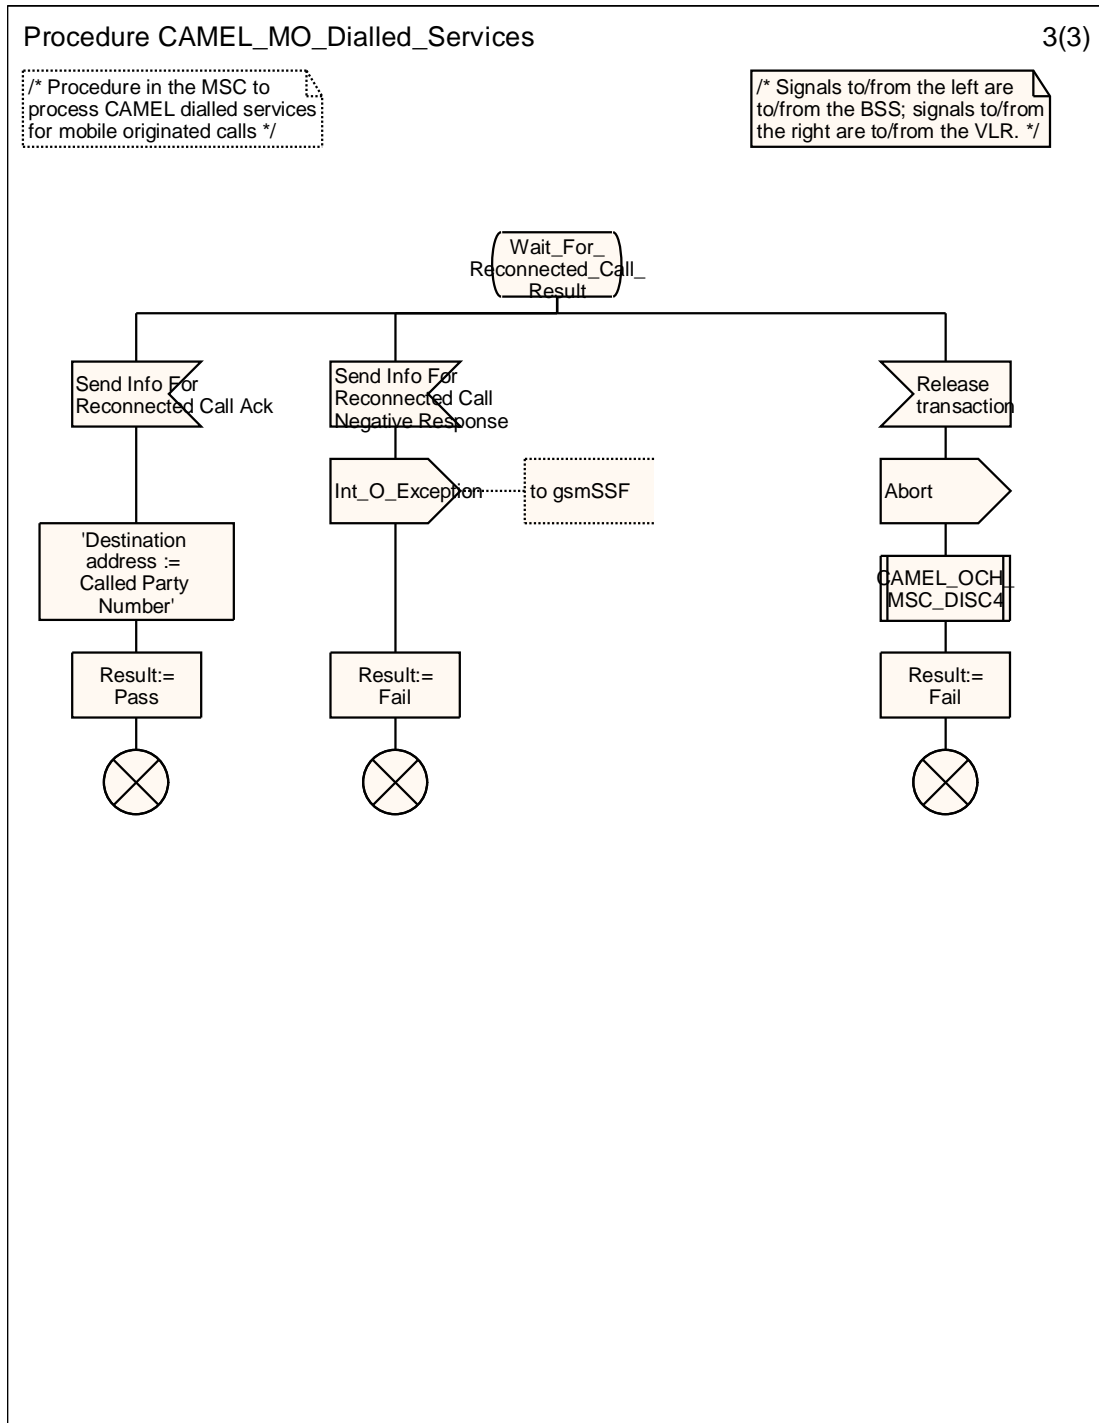 Procedure CAMEL_MO_Dialled_Services
3(3)
/* Procedure in the MSC to
process CAMEL dialled services
for mobile originated calls */
/* Signals to/from the left are
to/from the BSS; signals to/from
the right are to/from the VLR. */
Wait_For_
Reconnected_Call_
Result
Send Info For
Reconnected Call Ack
Send Info For
Reconnected Call
Negative Response
Release
transaction
Int_O_Exception
to gsmSSF
Abort
'Destination
address :=
Called Party
Number'
CAMEL_OCH_
MSC_DISC4
Result:=
Pass
Result:=
Fail
Result:=
Fail